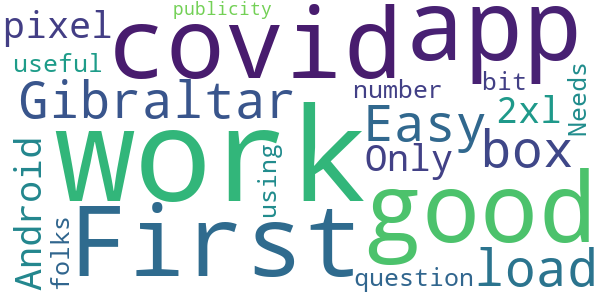 publicity
pixel
covid
app
useful
Gibraltar
number
bit
2xl
Needs
work
Easy
Only
box
Android
using
folks
First
good
load
question